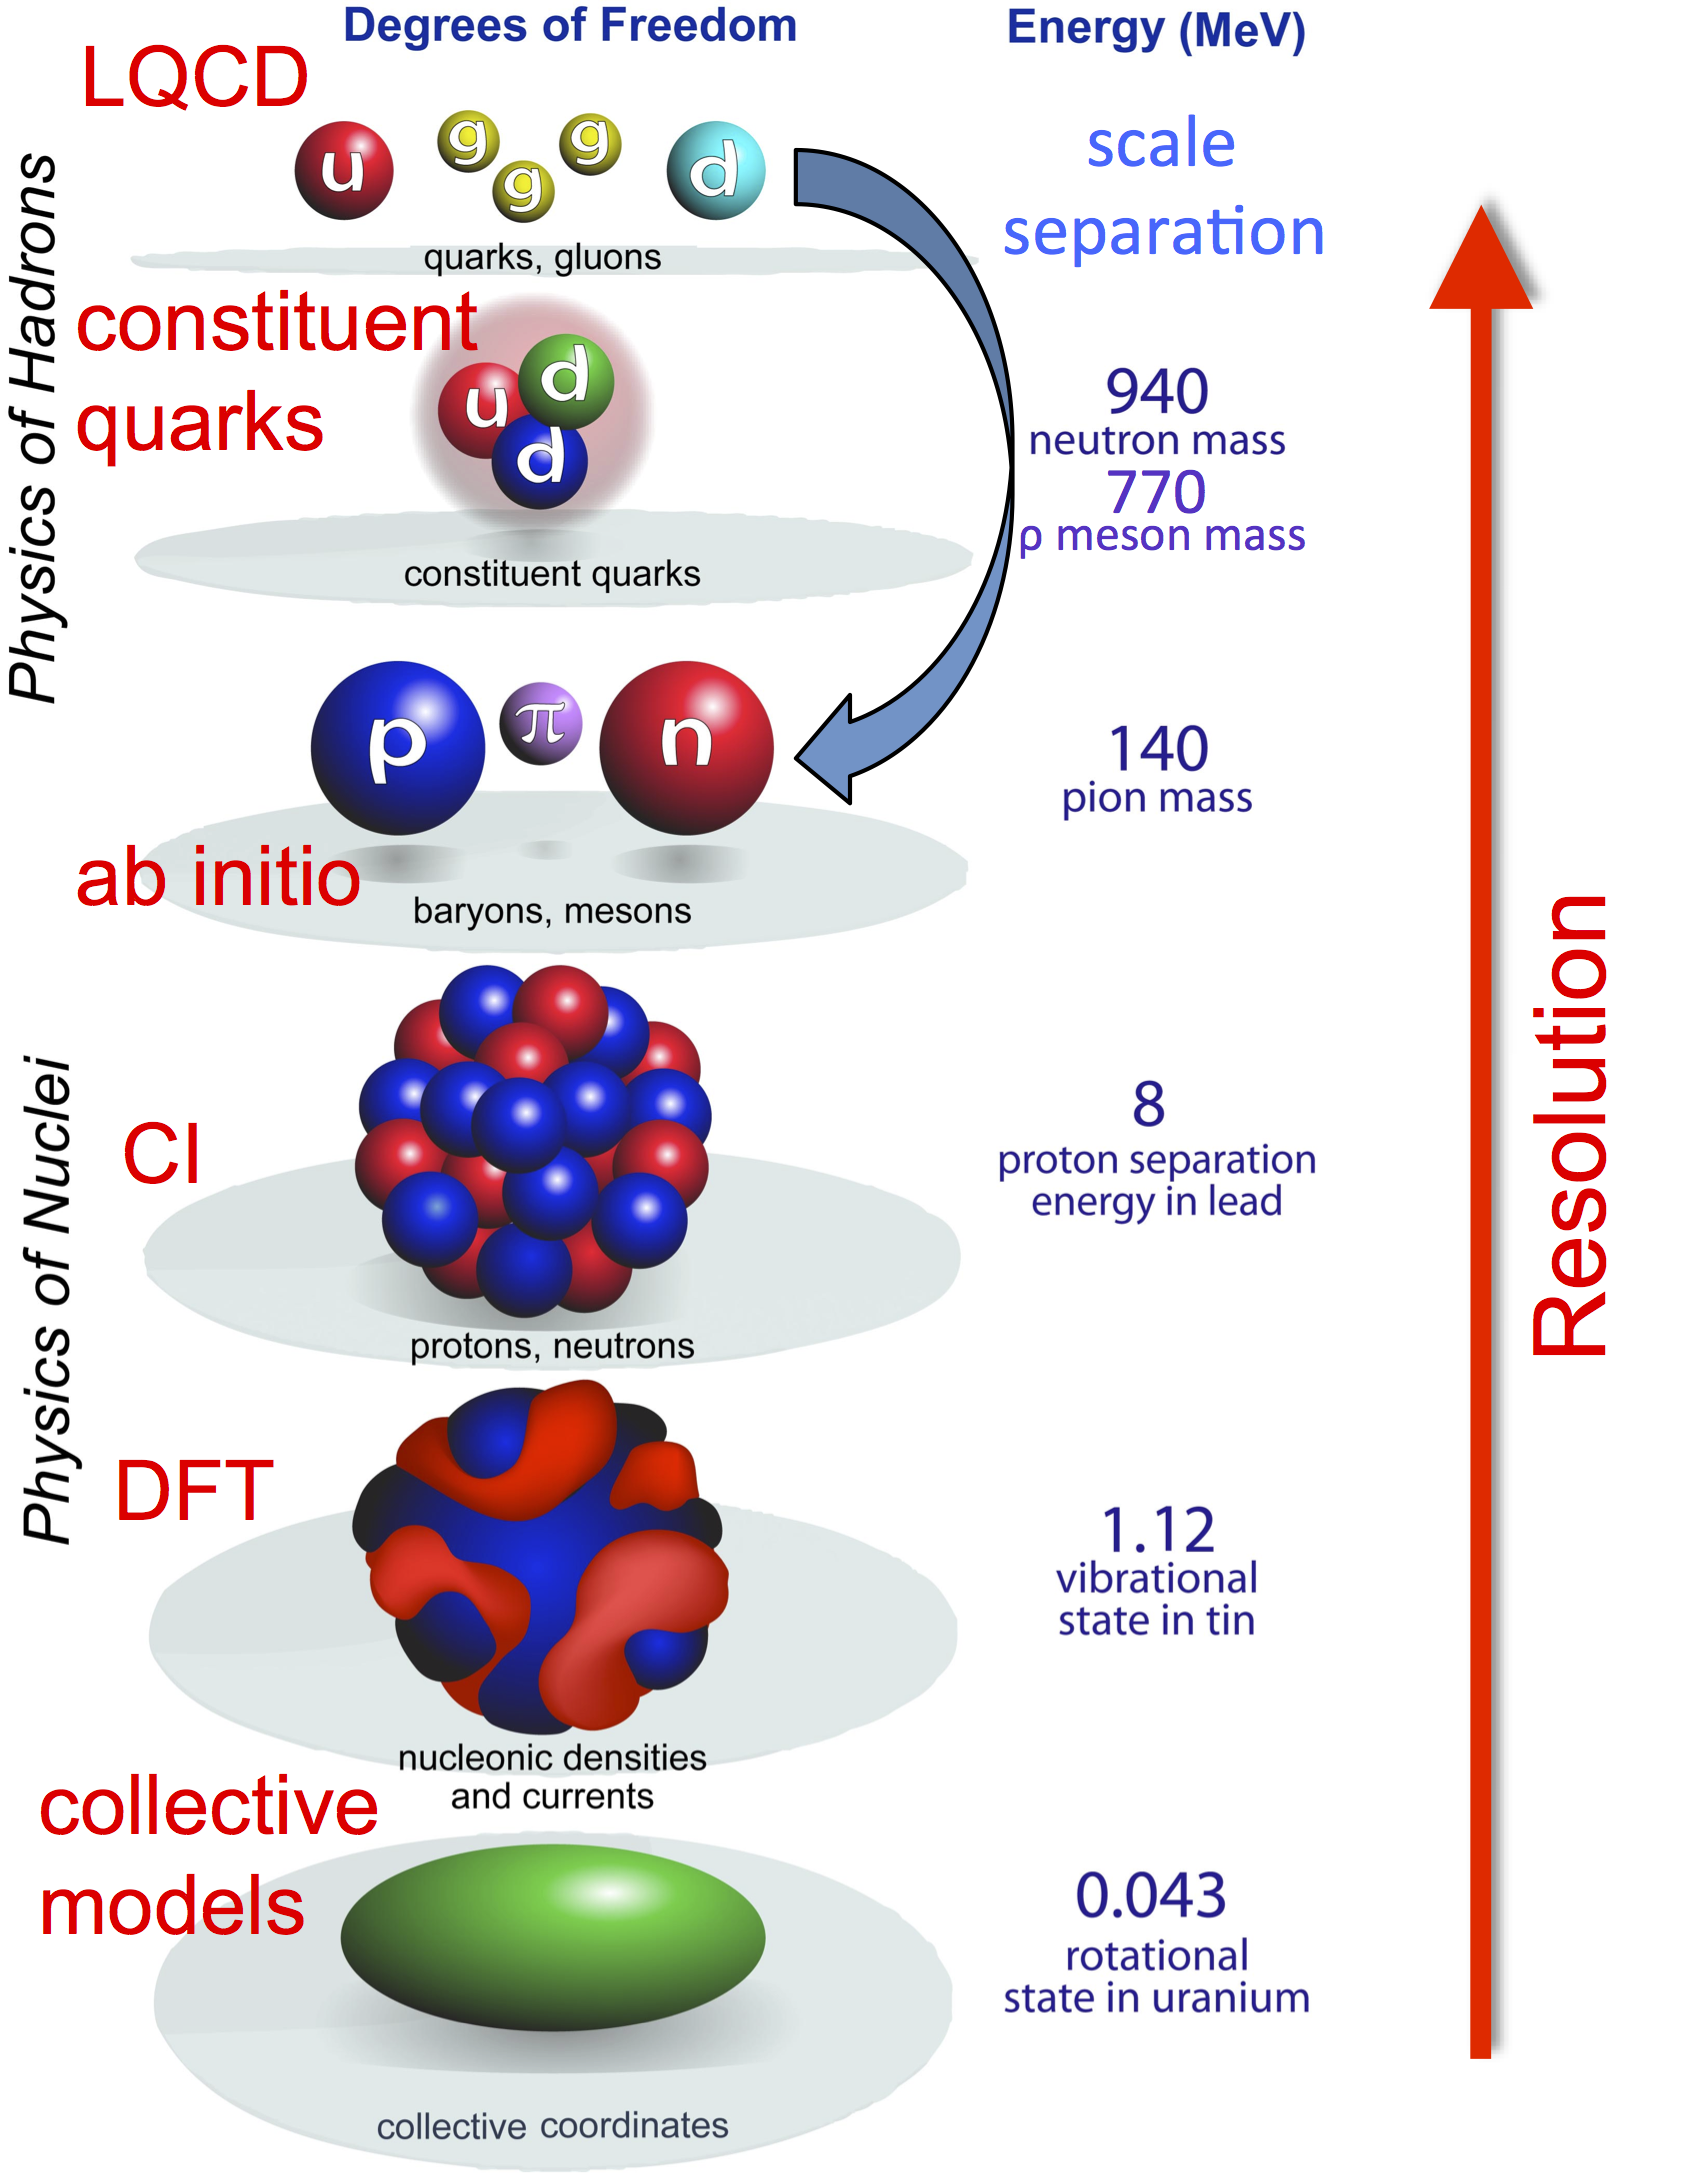 Degrees of Freedom
Energy (MeV)
LQCD
u
g
g
g
d
quarks, gluons
scale
separation
Physics of Hadrons
constituent
quarks
u
d
d
constituent quarks
940
neutron mass
770
ρ meson mass
p
π
n
140
pion mass
ab initio
baryons, mesons
Resolution
Physics of Nuclei
CI
protons, neutrons
8
proton separation
energy in lead
DFT
nucleonic densities
and currents
1.12
vibrational
state in tin
collective
models
collective coordinates
0.043
rotational
state in uranium